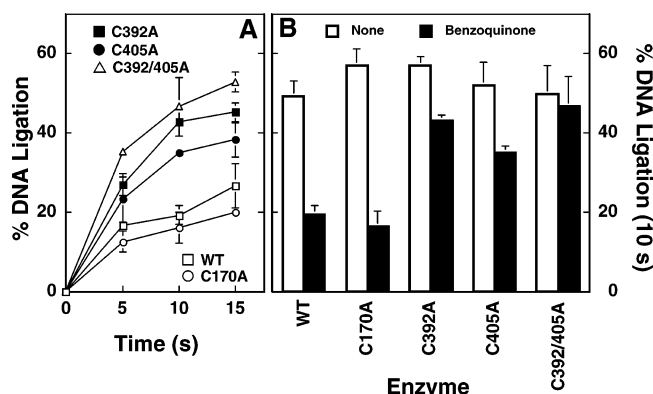 A
C392A
C405A
C392/405A
60
40
20
0
% DNA Ligation
WT
C170A
0 5 10 15
Time (s)
B
None Benzoquinone
60
40
20
0
% DNA Ligation (10 s)
WT
C170A
C392A
C405A
C392/405A
Enzyme